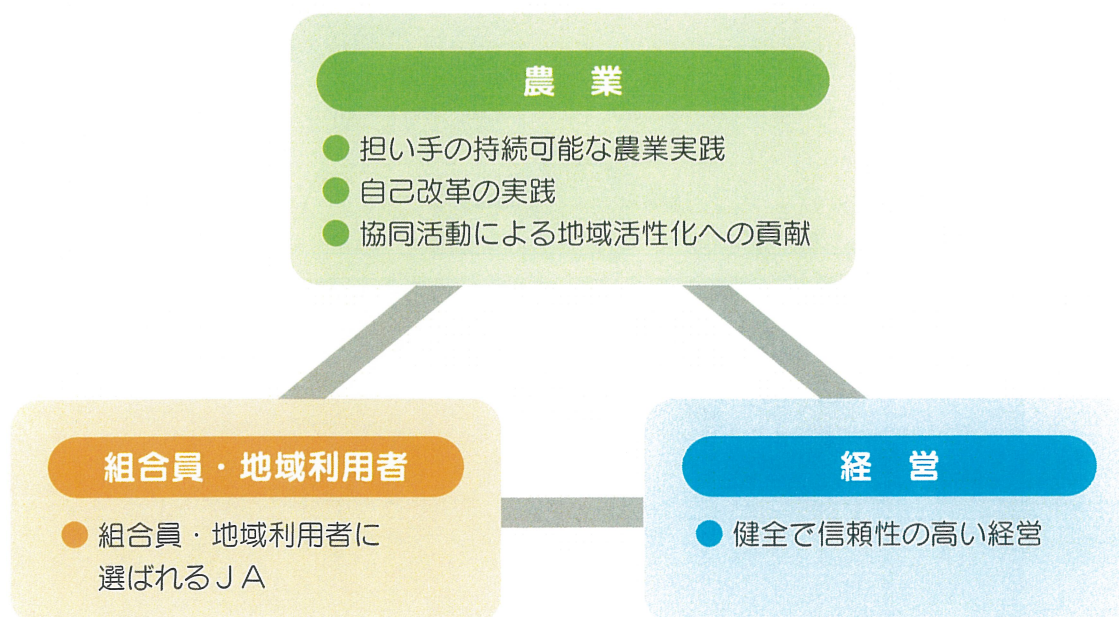 農 業
● 担い手の持続可能な農業実践
● 自己改革の実践
● 協同活動による地域活性化への貢献
組合員・地域利用者
● 組合員・地域利用者に
選ばれるJA
経 営
● 健全で信頼性の高い経営